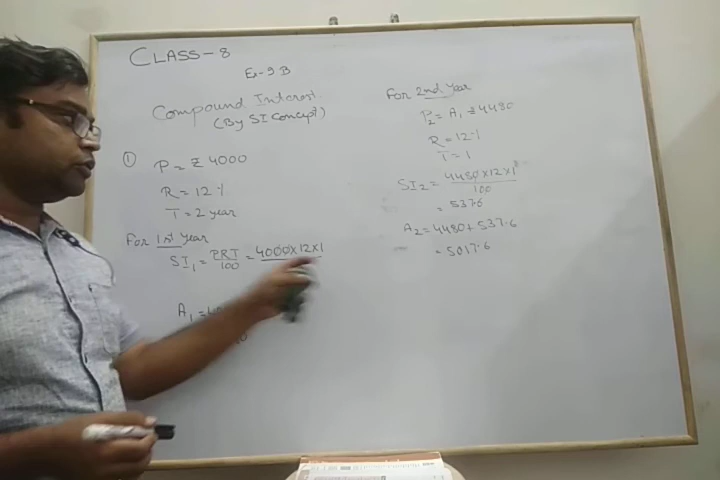 CLASS-8
Ex-9.B
Compound Interest.
(By SI Concept)
① P = ₹ 4000
R = 12 %
T = 2 year
For 1st Year
SI₁ = PRT/100 = 4000×12×1
A₁ =
For 2nd Year
P₂ = A₁ = 4480
R = 12 %
T = 1
SI₂ = 4480×12×1/100
= 537.6
A₂ = 4480 + 537.6
= 5017.6